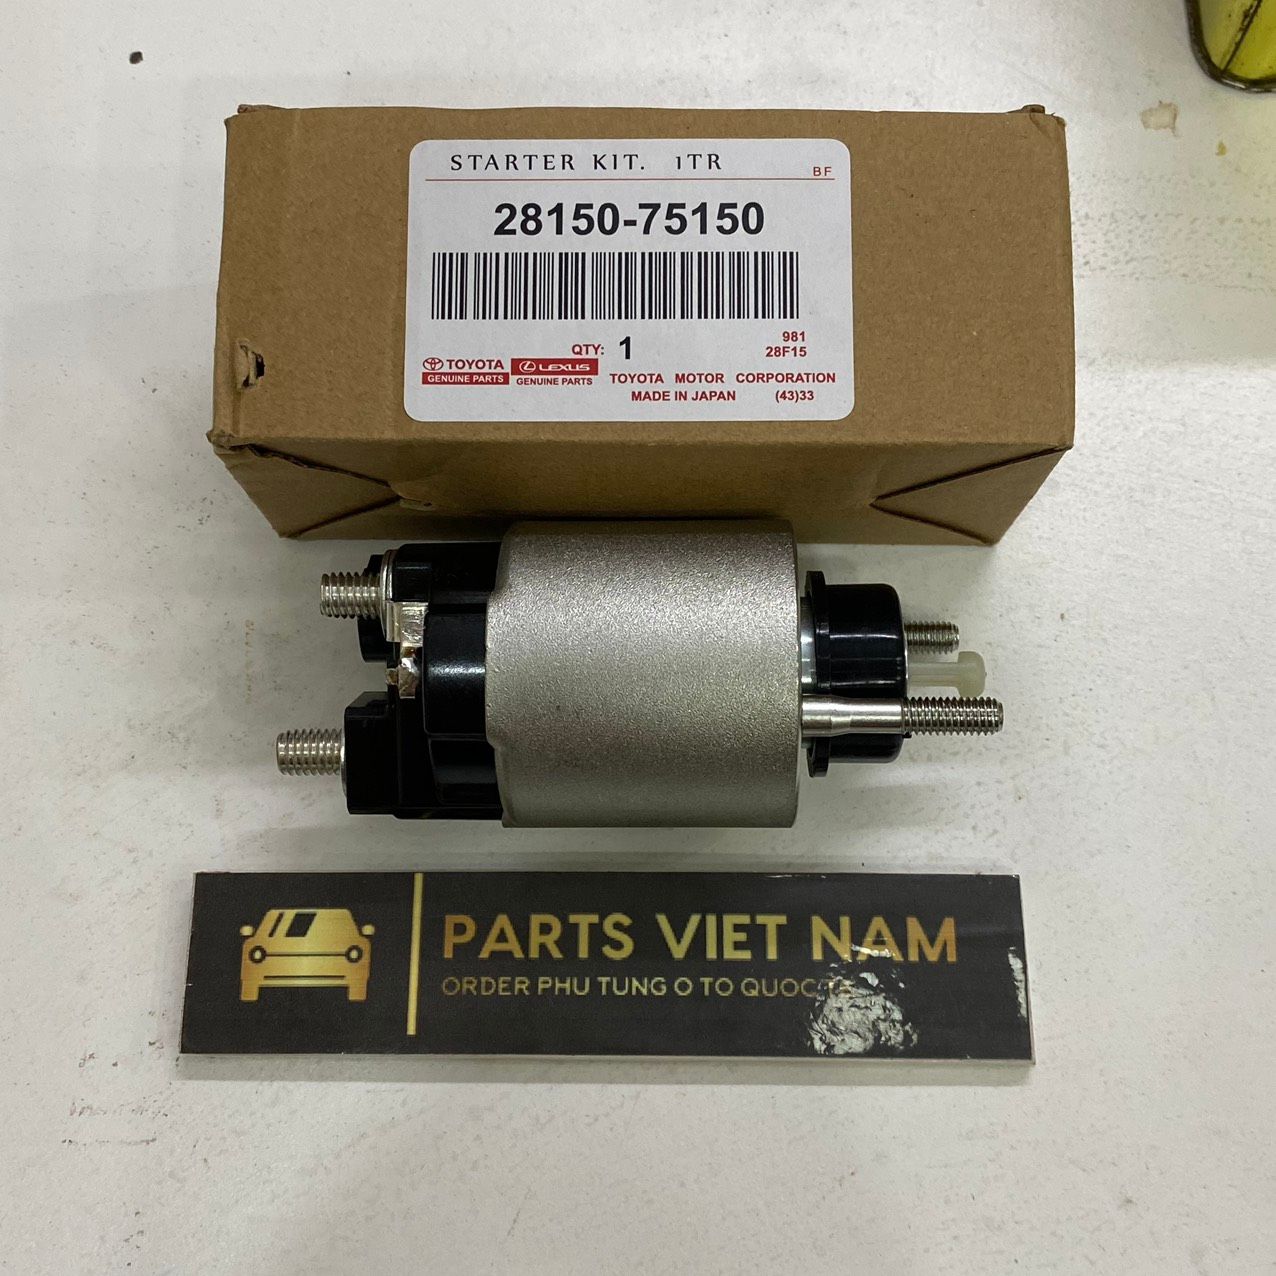 STARTER KIT. 1TR
BF
28150-75150
981
QTY: 1
28F15
TOYOTA LEXUS
GENUINE PARTS GENUINE PARTS TOYOTA MOTOR CORPORATION
MADE IN JAPAN (43)33
PARTS VIET NAM
ORDER PHU TUNG O TO QUOC